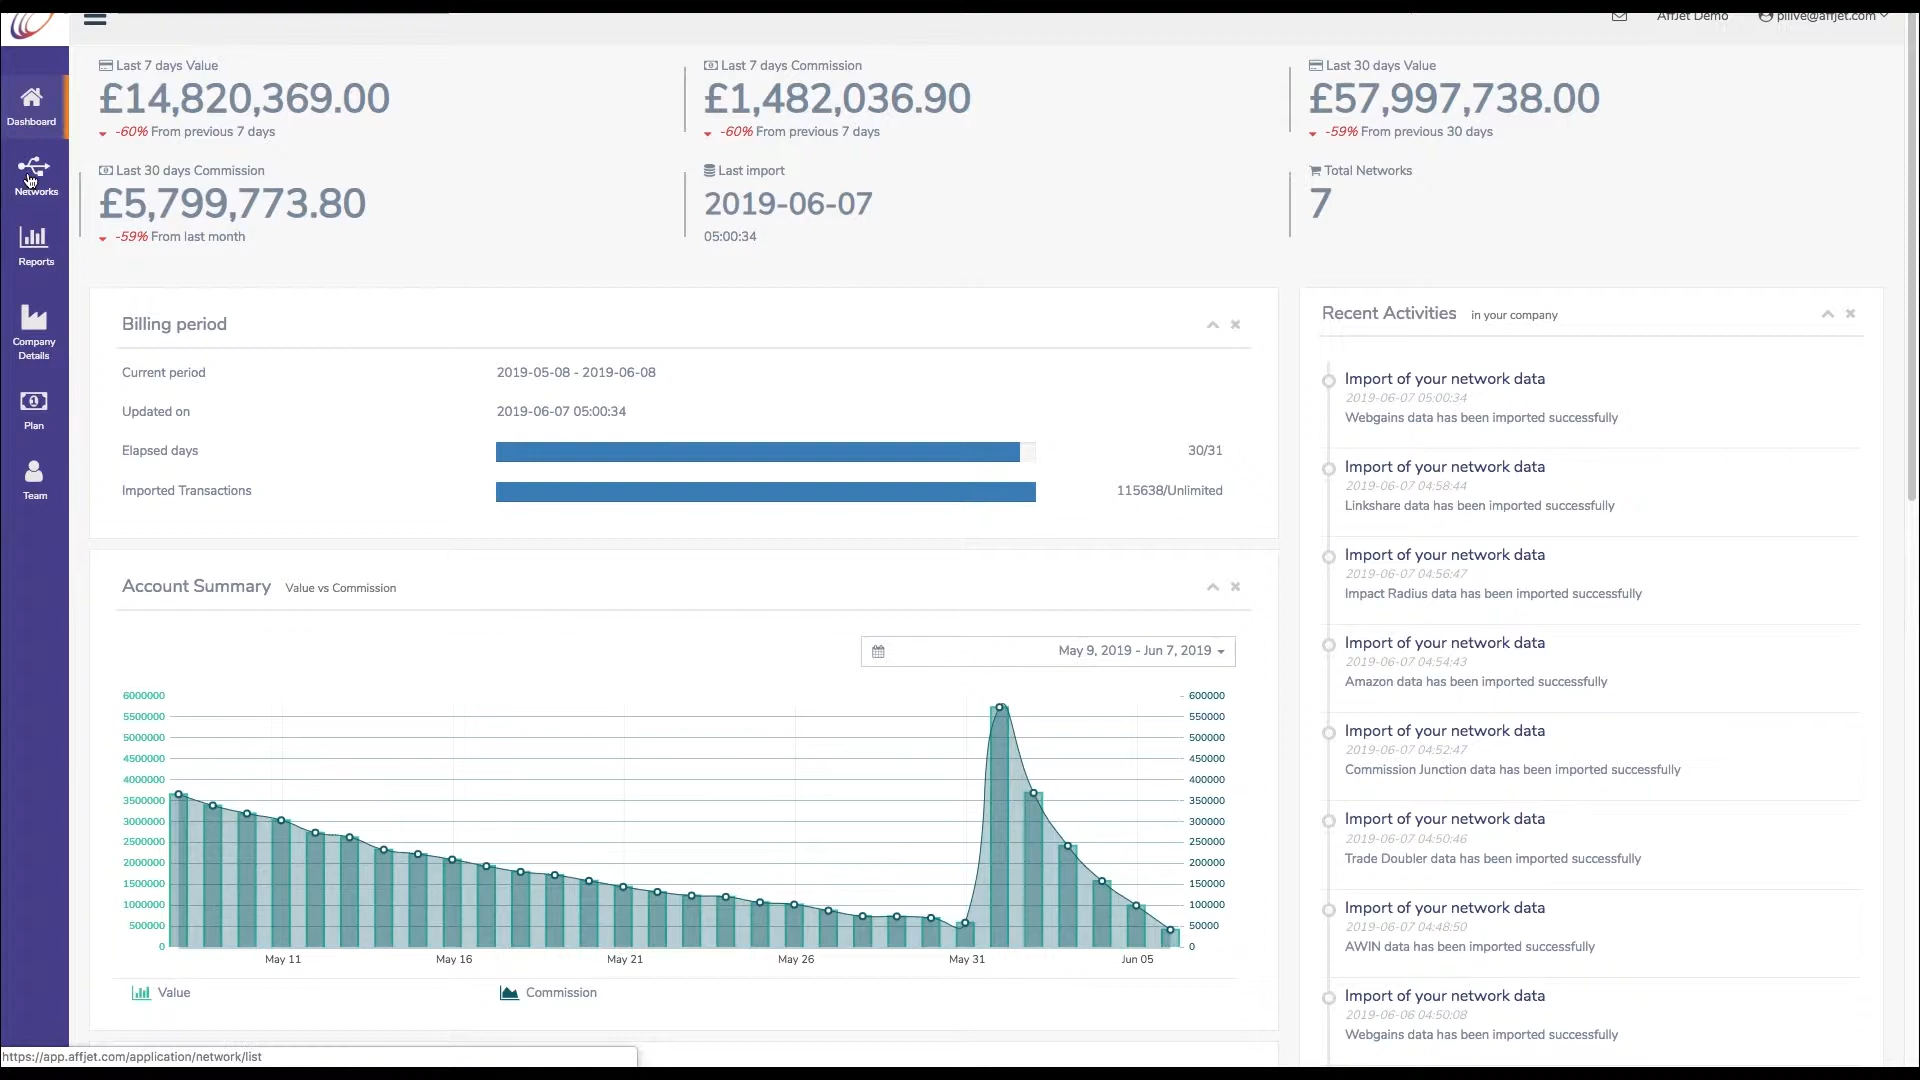 AffJet Demo
pilive@affjet.com
Dashboard
Networks
Reports
Company
Details
Plan
Team
Last 7 days Value
£14,820,369.00
-60% From previous 7 days
Last 7 days Commission
£1,482,036.90
-60% From previous 7 days
Last 30 days Value
£57,997,738.00
-59% From previous 30 days
Last 30 days Commission
£5,799,773.80
-59% From last month
Last import
2019-06-07
05:00:34
Total Networks
7
Billing period
Current period 2019-05-08 - 2019-06-08
Updated on 2019-06-07 05:00:34
Elapsed days 30/31
Imported Transactions 115638/Unlimited
Account Summary Value vs Commission
May 9, 2019 - Jun 7, 2019
6000000 600000
5500000 550000
5000000 500000
4500000 450000
4000000 400000
3500000 350000
3000000 300000
2500000 250000
2000000 200000
1500000 150000
1000000 100000
500000 50000
0 0
May 11 May 16 May 21 May 26 May 31 Jun 05
Value Commission
Recent Activities in your company
Import of your network data
2019-06-07 05:00:34
Webgains data has been imported successfully
Import of your network data
2019-06-07 04:58:44
Linkshare data has been imported successfully
Import of your network data
2019-06-07 04:56:47
Impact Radius data has been imported successfully
Import of your network data
2019-06-07 04:54:43
Amazon data has been imported successfully
Import of your network data
2019-06-07 04:52:47
Commission Junction data has been imported successfully
Import of your network data
2019-06-07 04:50:46
Trade Doubler data has been imported successfully
Import of your network data
2019-06-07 04:48:50
AWIN data has been imported successfully
Import of your network data
2019-06-06 04:50:08
Webgains data has been imported successfully
https://app.affjet.com/application/network/list